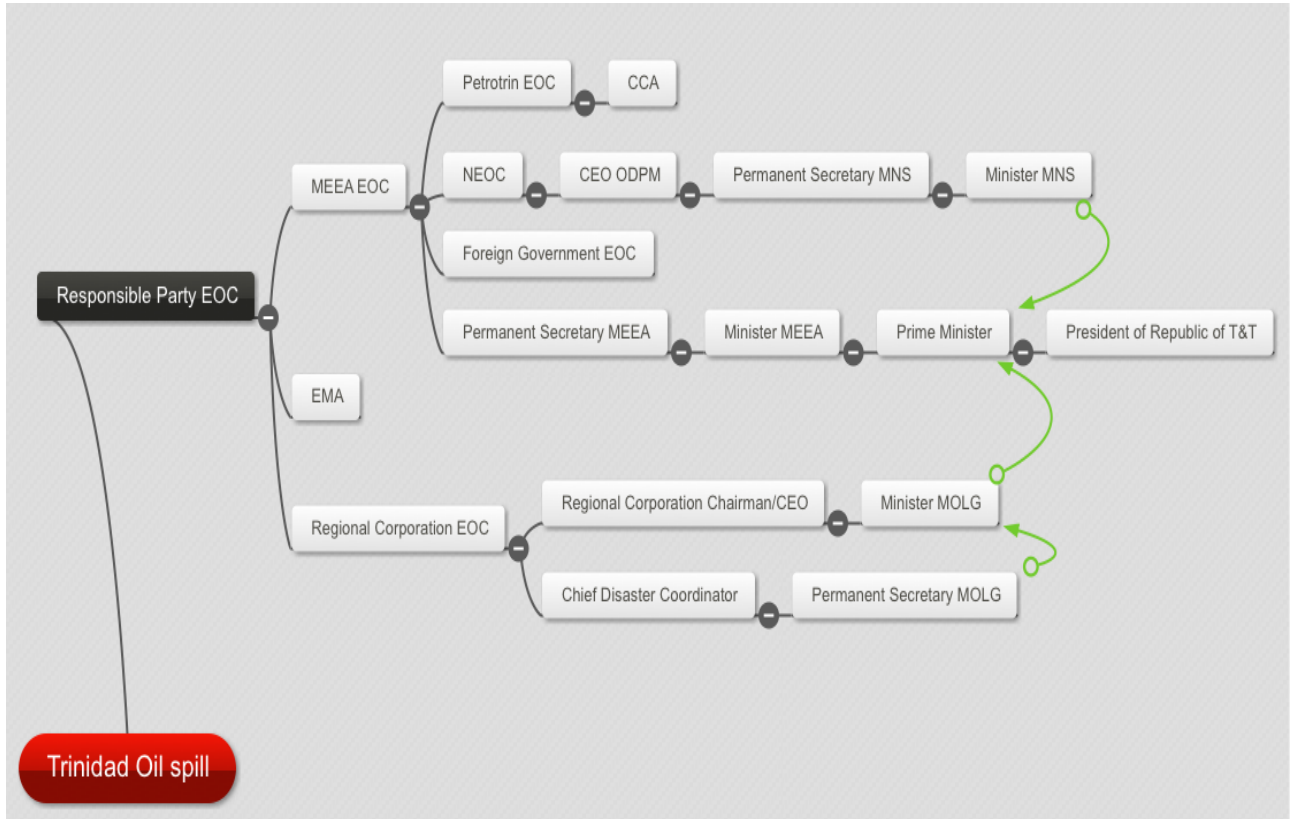 Petrotrin EOC
CCA
MEEA EOC
NEOC
CEO ODPM
Permanent Secretary MNS
Minister MNS
Foreign Government EOC
Responsible Party EOC
Permanent Secretary MEEA
Minister MEEA
Prime Minister
President of Republic of T&T
EMA
Regional Corporation EOC
Regional Corporation Chairman/CEO
Minister MOLG
Chief Disaster Coordinator
Permanent Secretary MOLG
Trinidad Oil spill